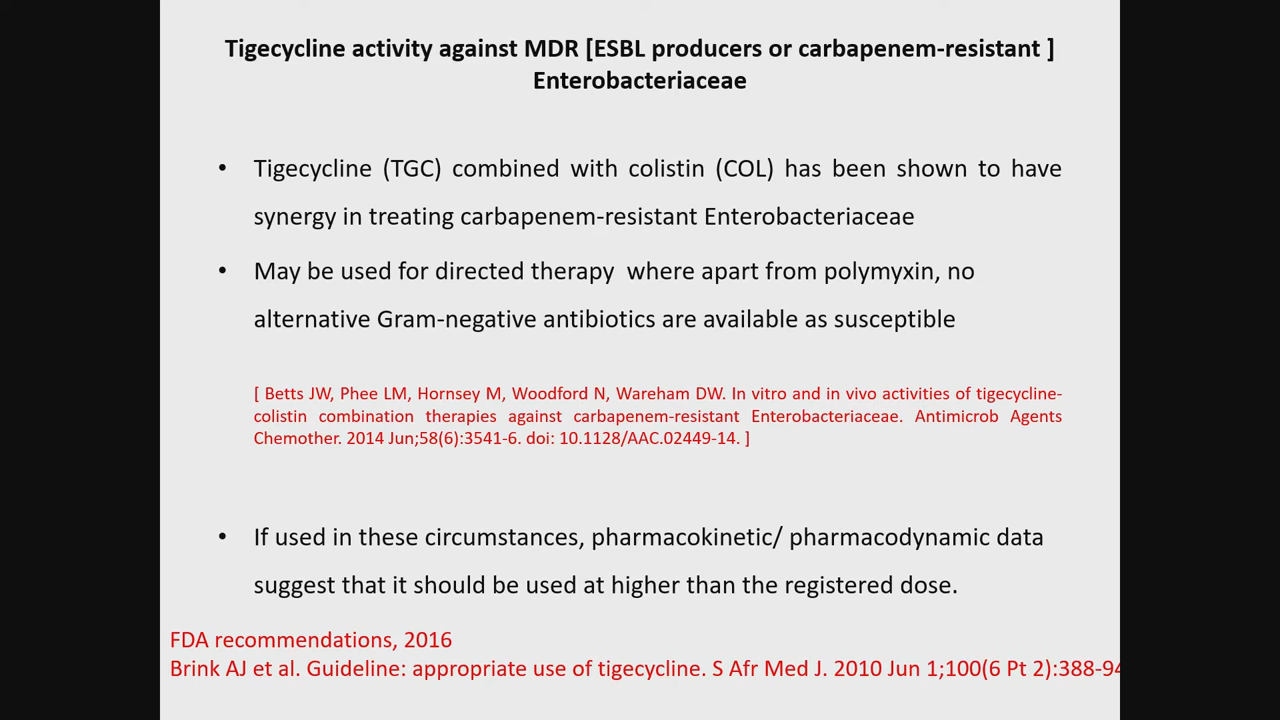 Tigecycline activity against MDR [ESBL producers or carbapenem-resistant ]
Enterobacteriaceae
• Tigecycline (TGC) combined with colistin (COL) has been shown to have
synergy in treating carbapenem-resistant Enterobacteriaceae
• May be used for directed therapy  where apart from polymyxin, no
alternative Gram-negative antibiotics are available as susceptible
[ Betts JW, Phee LM, Hornsey M, Woodford N, Wareham DW. In vitro and in vivo activities of tigecycline-
colistin combination therapies against carbapenem-resistant Enterobacteriaceae. Antimicrob Agents
Chemother. 2014 Jun;58(6):3541-6. doi: 10.1128/AAC.02449-14. ]
• If used in these circumstances, pharmacokinetic/ pharmacodynamic data
suggest that it should be used at higher than the registered dose.
FDA recommendations, 2016
Brink AJ et al. Guideline: appropriate use of tigecycline. S Afr Med J. 2010 Jun 1;100(6 Pt 2):388-94